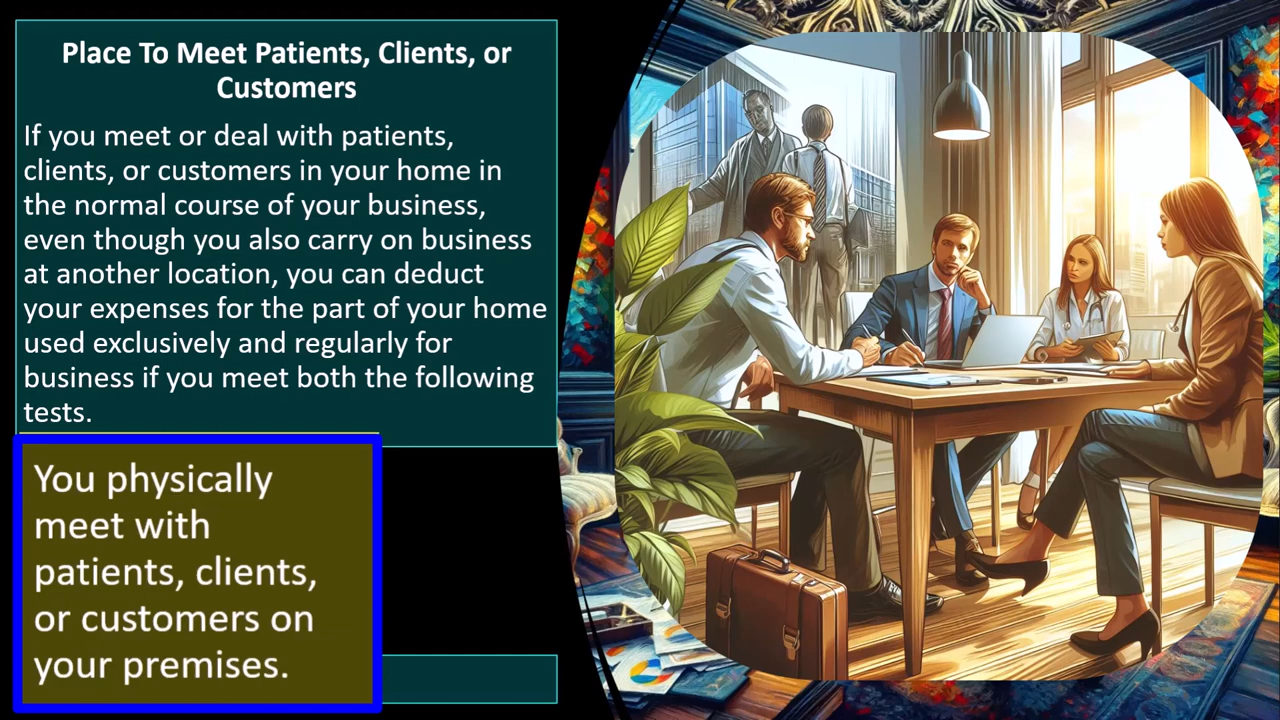 Place To Meet Patients, Clients, or
Customers
If you meet or deal with patients,
clients, or customers in your home in
the normal course of your business,
even though you also carry on business
at another location, you can deduct
your expenses for the part of your home
used exclusively and regularly for
business if you meet both the following
tests.
You physically
meet with
patients, clients,
or customers on
your premises.